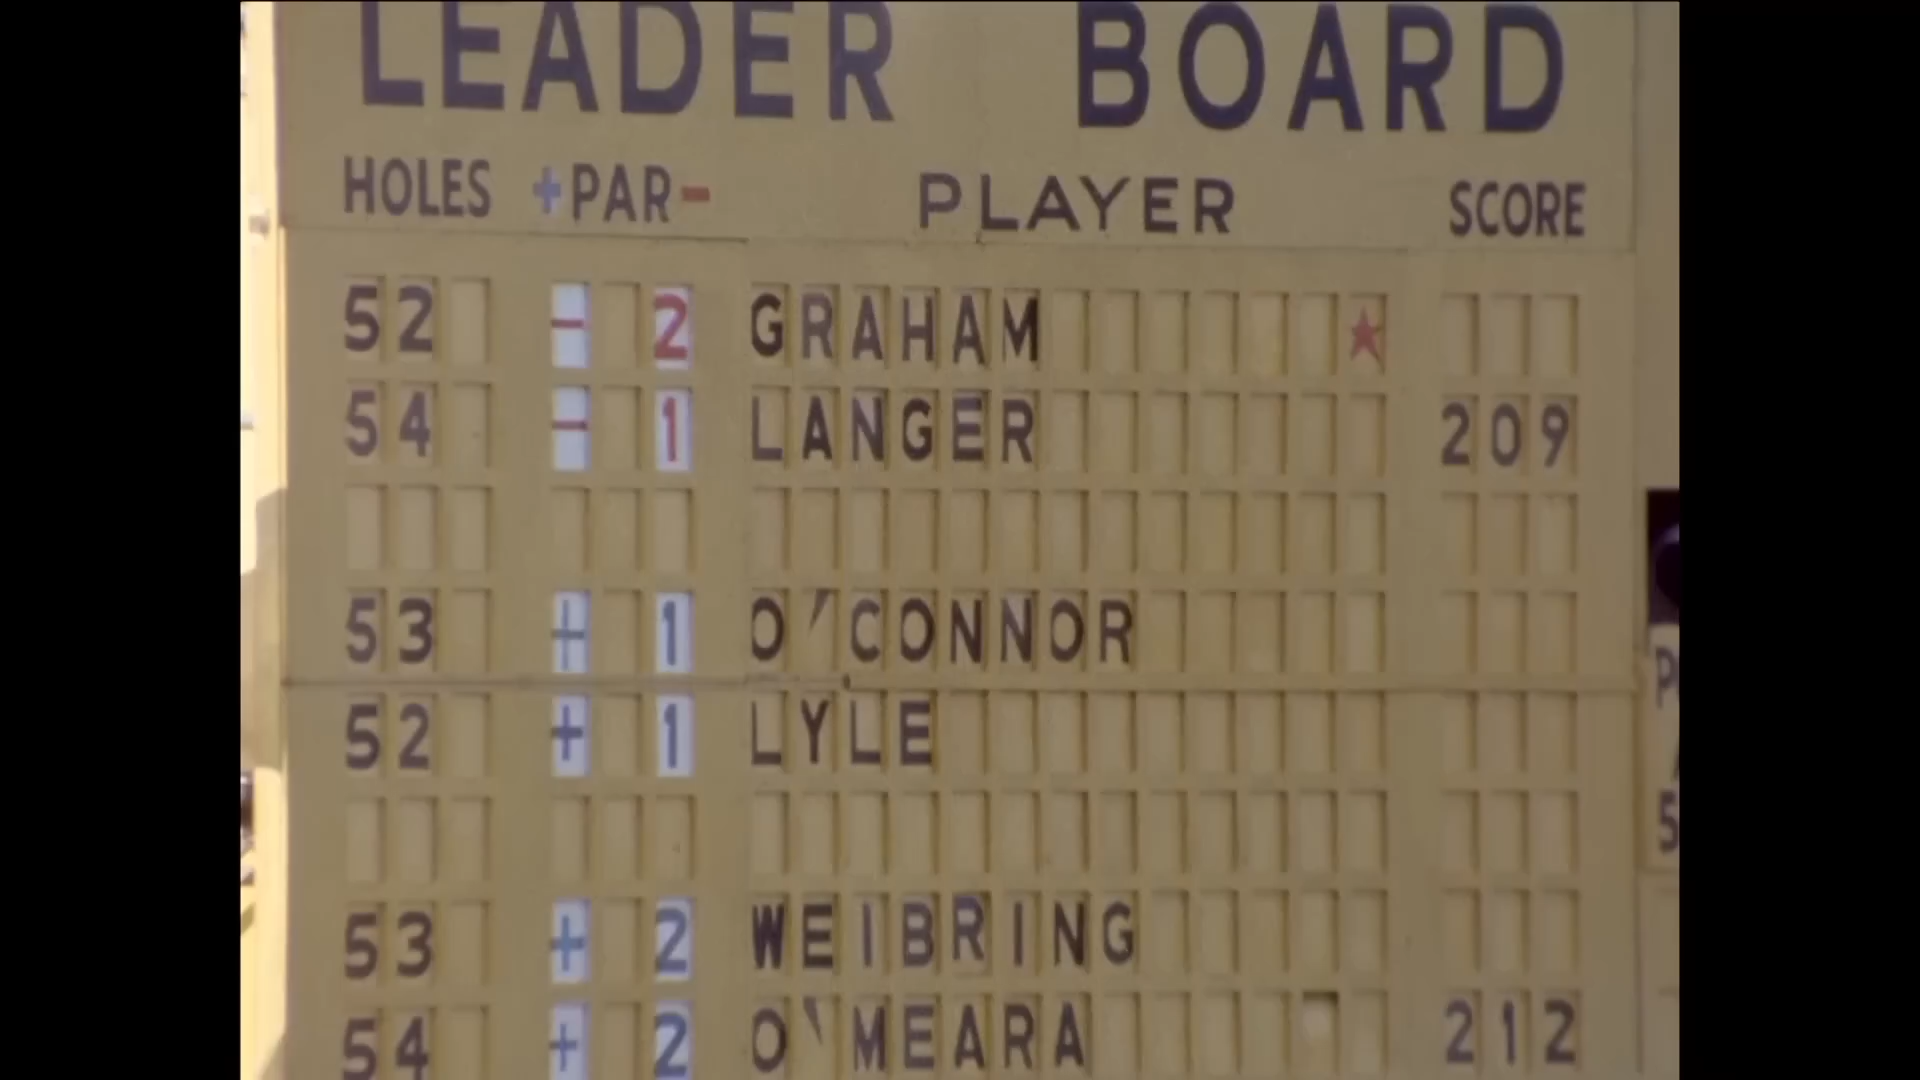 LEADER BOARD
HOLES +PAR- PLAYER SCORE
52 - 2 GRAHAM ★
54 - 1 LANGER 209
53 + 1 O'CONNOR
52 + 1 LYLE
53 + 2 WEIBRING
54 + 2 O'MEARA 212